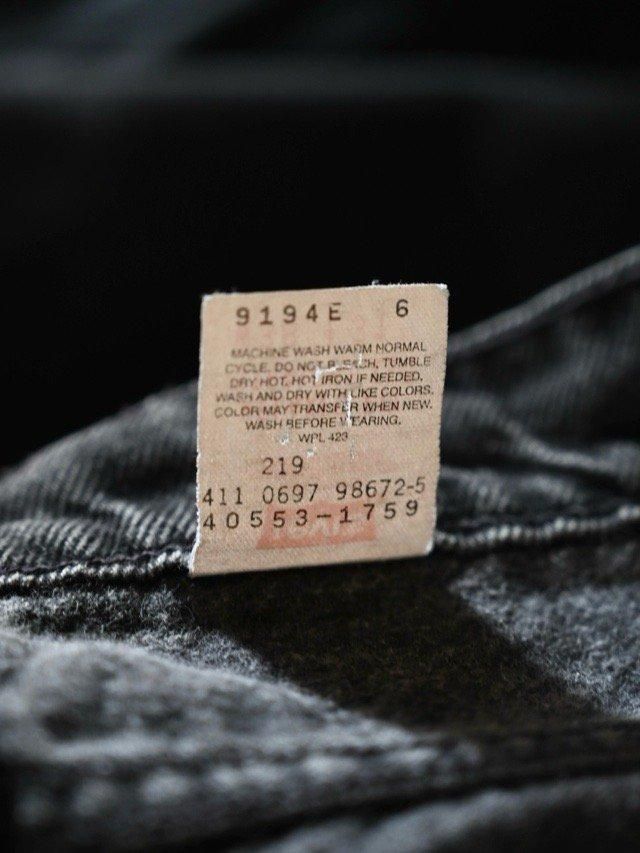 9194E 6
MACHINE WASH WARM NORMAL
CYCLE. DO NOT BLEACH, TUMBLE
DRY HOT, HOT IRON IF NEEDED.
WASH AND DRY WITH LIKE COLORS.
COLOR MAY TRANSFER WHEN NEW.
WASH BEFORE WEARING.
WPL 423
219
411 0697 98672-5
40553-1759